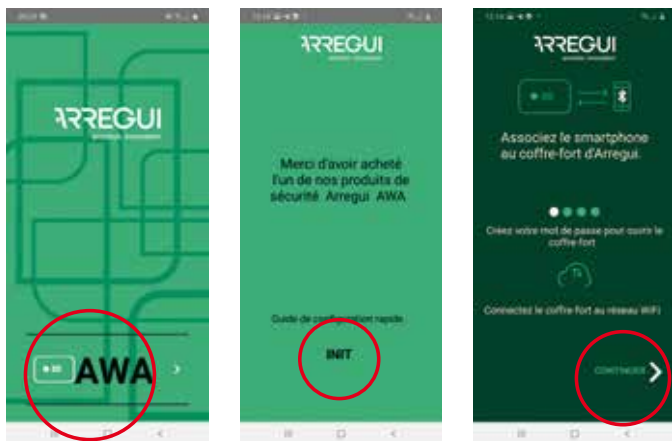 ARREGUI
AWA
ARREGUI
Merci d'avoir acheté
l'un de nos produits de
sécurité Arregui AWA
Guide de configuration rapide
INIT
ARREGUI
Associez le smartphone
au coffre-fort d'Arregui.
Créez votre mot de passe pour ouvrir le
coffre fort
Connectez le coffre-fort au réseau WiFi
CONTINUER